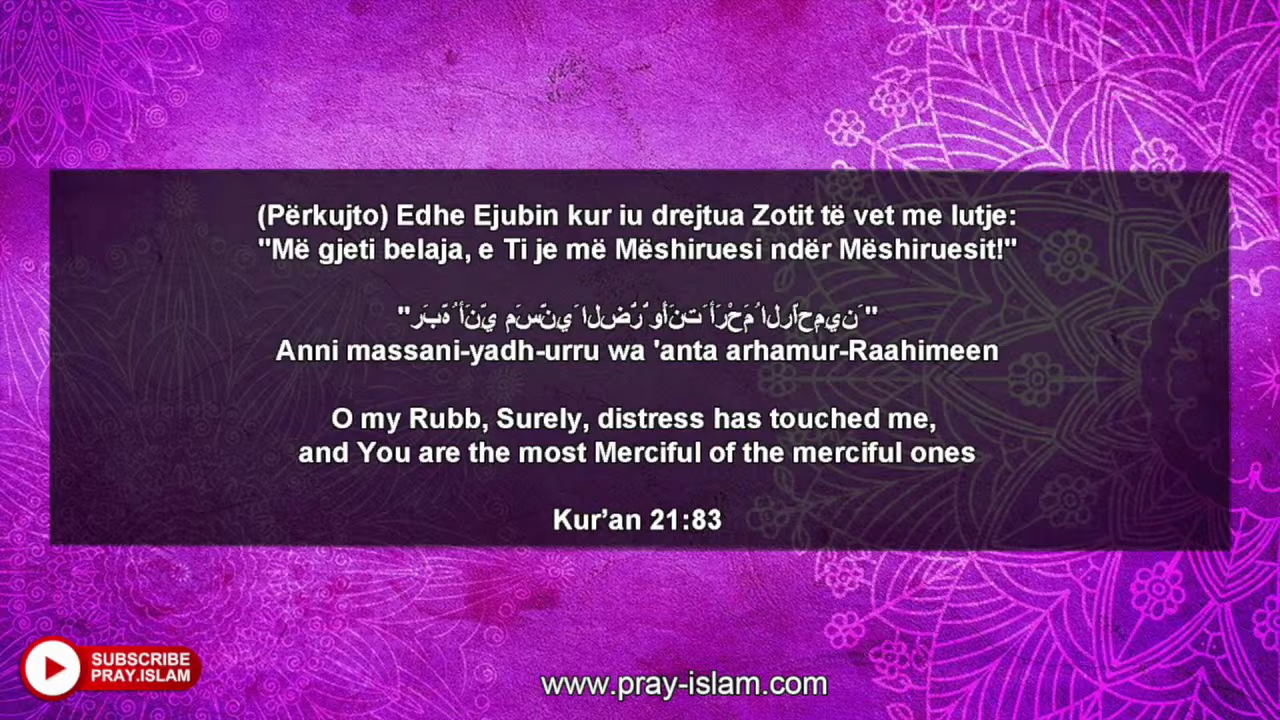 (Përkujto) Edhe Ejubin kur iu drejtua Zotit të vet me lutje:
"Më gjeti belaja, e Ti je më Mëshiruesi ndër Mëshiruesit!"
"رَبَّهُ أَنِّي مَسَّنِيَ الضُّرُّ وَأَنتَ أَرْحَمُ الرَّاحِمِينَ"
Anni massani-yadh-urru wa 'anta arhamur-Raahimeen
O my Rubb, Surely, distress has touched me,
and You are the most Merciful of the merciful ones
Kur’an 21:83
SUBSCRIBE
PRAY.ISLAM
www.pray-islam.com